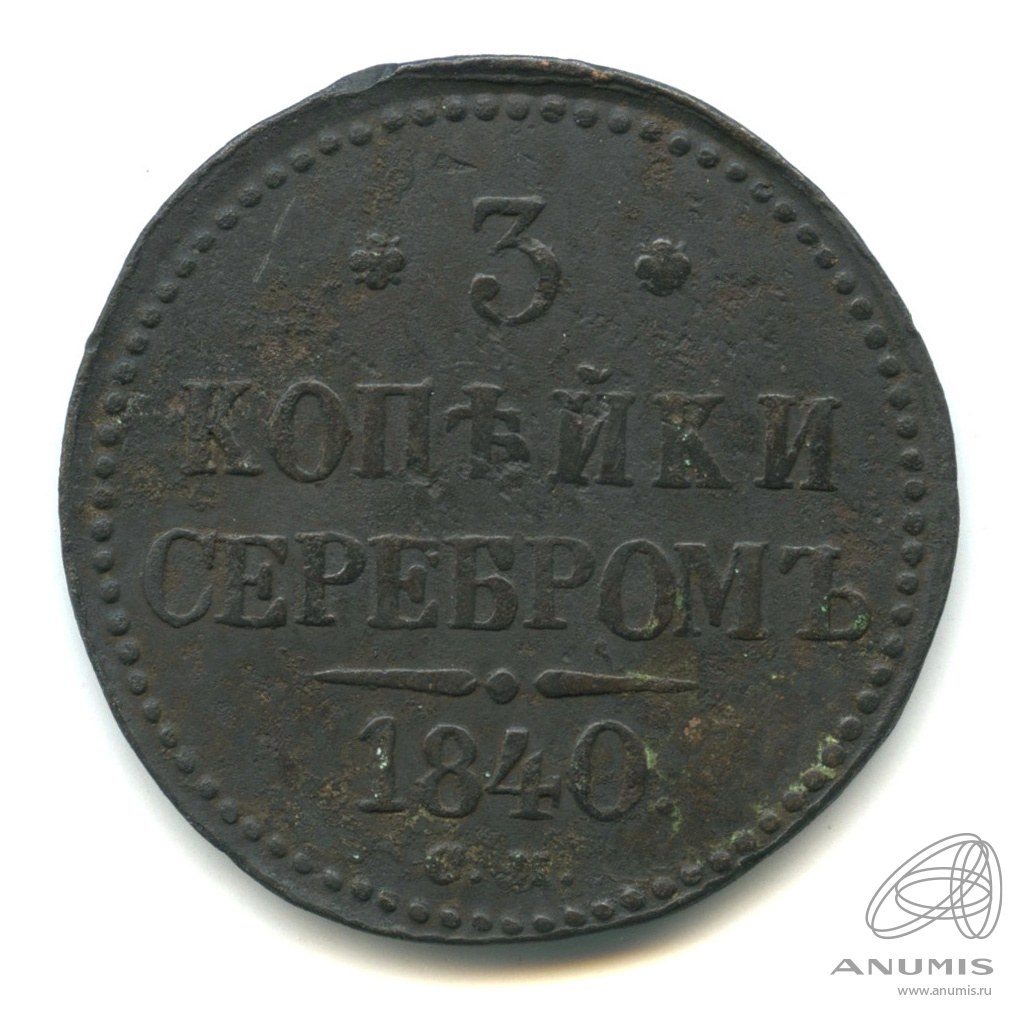 3
КОПѢЙКИ
СЕРЕБРОМЪ
1840.
С.М.
ANUMIS
www.anumis.ru